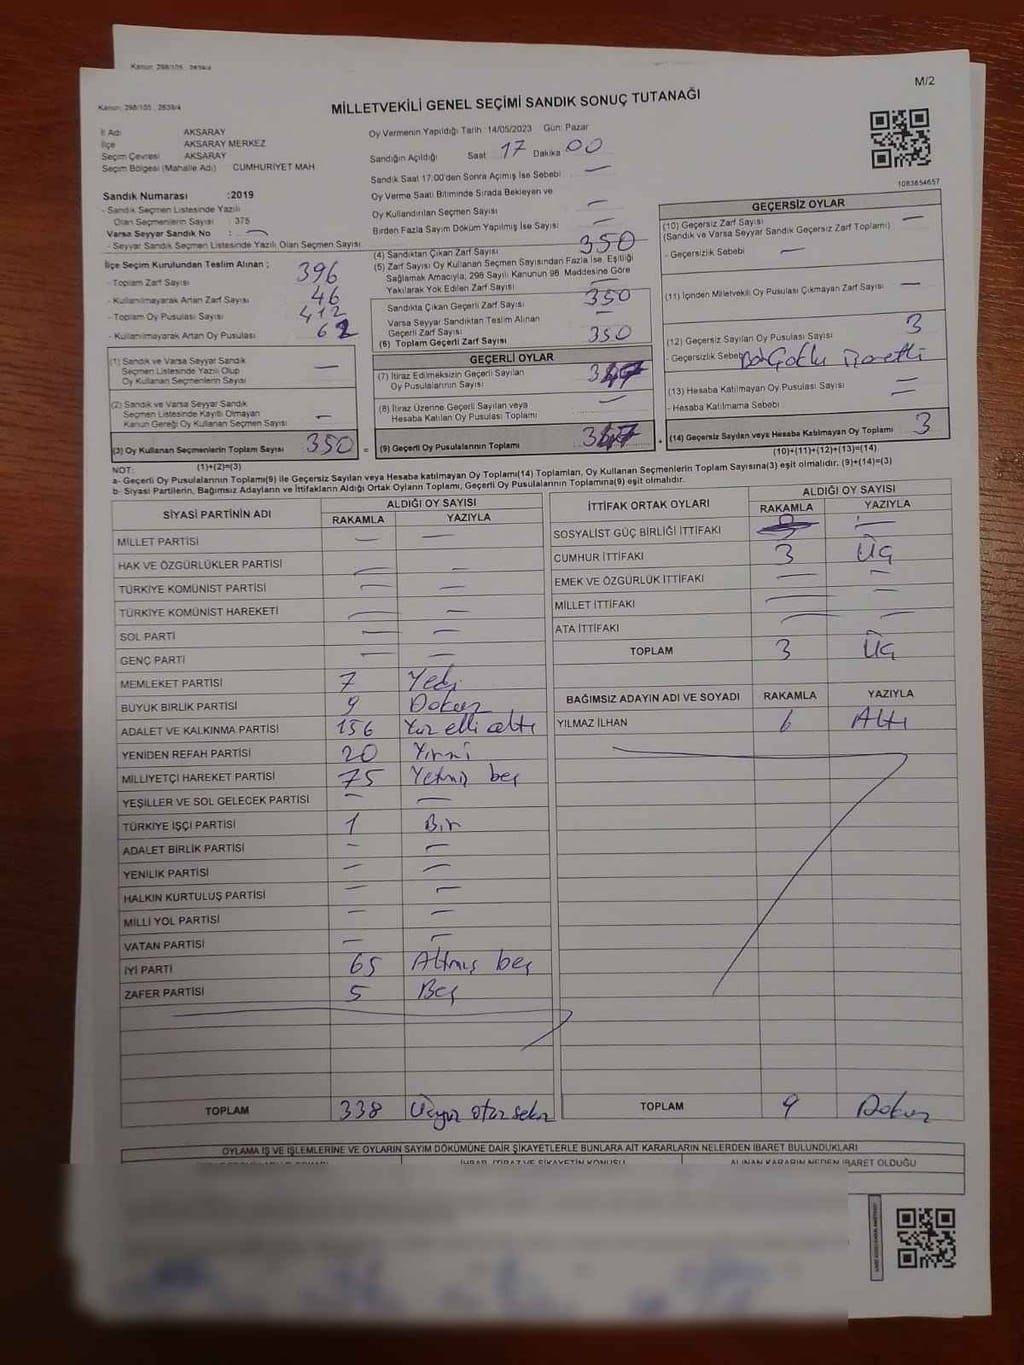 Kanun: 298/105 , 2839/4
Kanun: 298/105 , 2839/4
M/2
MİLLETVEKİLİ GENEL SEÇİMİ SANDIK SONUÇ TUTANAĞI
İl Adı AKSARAY
İlçe AKSARAY MERKEZ
Seçim Çevresi AKSARAY
Seçim Bölgesi (Mahalle Adı) CUMHURİYET MAH
Sandık Numarası :2019
- Sandık Seçmen Listesinde Yazılı
Olan Seçmenlerin Sayısı : 375
Varsa Seyyar Sandık No : —
- Seyyar Sandık Seçmen Listesinde Yazılı Olan Seçmen Sayısı
Oy Vermenin Yapıldığı Tarih :14/05/2023 Gün: Pazar
Sandığın Açıldığı Saat 17 Dakika 00
Sandık Saat 17:00'den Sonra Açımış İse Sebebi —
Oy Verme Saati Bitiminde Sırada Bekleyen ve
Oy Kullandırılan Seçmen Sayısı —
Birden Fazla Sayım Döküm Yapılmış İse Sayısı —
1083654657
İlçe Seçim Kurulundan Teslim Alınan ;
- Toplam Zarf Sayısı 396
- Kullanılmayarak Artan Zarf Sayısı 46
- Toplam Oy Pusulası Sayısı 412
- Kullanılmayarak Artan Oy Pusulası 62
(1) Sandık ve Varsa Seyyar Sandık
Seçmen Listesinde Yazılı Olup
Oy Kullanan Seçmenlerin Sayısı —
(2) Sandık ve Varsa Seyyar Sandık
Seçmen Listesinde Kayıtlı Olmayan
Kanun Gereği Oy Kullanan Seçmenlerin Sayısı —
(3) Oy Kullanan Seçmenlerin Toplam Sayısı 350
(1)+(2)=(3)
(4) Sandıktan Çıkan Zarf Sayısı 350
(5) Zarf Sayısı Oy Kullanan Seçmen Sayısından Fazla İse, Eşitliği
Sağlamak Amacıyla; 298 Sayılı Kanunun 98. Maddesine Göre
Yakılarak Yok Edilen Zarf Sayısı —
Sandıkta Çıkan Geçerli Zarf Sayısı 350
Varsa Seyyar Sandıktan Teslim Alınan
Geçerli Zarf Sayısı —
(6) Toplam Geçerli Zarf Sayısı 350
GEÇERLİ OYLAR
(7) İtiraz Edilmeksizin Geçerli Sayılan
Oy Pusulalarının Sayısı 347
(8) İtiraz Üzerine Geçerli Sayılan veya
Hesaba Katılan Oy Pusulası Toplamı —
(9) Geçerli Oy Pusulalarının Toplamı 347
GEÇERSİZ OYLAR
(10) Geçersiz Zarf Sayısı —
(Sandık ve Varsa Seyyar Sandık Geçersiz Zarf Toplamı)
- Geçersizlik Sebebi —
(11) İçinden Milletvekili Oy Pusulası Çıkmayan Zarf Sayısı —
(12) Geçersiz Sayılan Oy Pusulası Sayısı 3
- Geçersizlik Sebebi işaretli
(13) Hesaba Katılmayan Oy Pusulası Sayısı —
- Hesaba Katılmama Sebebi —
(14) Geçersiz Sayılan veya Hesaba Katılmayan Oy Toplamı 3
(10)+(11)+(12)+(13)=(14)
NOT:
a- Geçerli Oy Pusulalarının Toplamı(9) ile Geçersiz Sayılan veya Hesaba katılmayan Oy Toplamı(14) Toplamları, Oy Kullanan Seçmenlerin Toplam Sayısına(3) eşit olmalıdır. (9)+(14)=(3)
b- Siyasi Partilerin, Bağımsız Adayların ve İttifakların Aldığı Ortak Oyların Toplamı, Geçerli Oy Pusulalarının Toplamına(9) eşit olmalıdır.
SİYASİ PARTİNİN ADI ALDIĞI OY SAYISI
RAKAMLA YAZIYLA
MİLLET PARTİSİ — —
HAK VE ÖZGÜRLÜKLER PARTİSİ — —
TÜRKİYE KOMÜNİST PARTİSİ — —
TÜRKİYE KOMÜNİST HAREKETİ — —
SOL PARTİ — —
GENÇ PARTİ — —
MEMLEKET PARTİSİ 7 Yedi
BÜYÜK BİRLİK PARTİSİ 9 Dokuz
ADALET VE KALKINMA PARTİSİ 156 Yüz elli altı
YENİDEN REFAH PARTİSİ 20 Yirmi
MİLLİYETÇİ HAREKET PARTİSİ 75 Yetmiş beş
YEŞİLLER VE SOL GELECEK PARTİSİ — —
TÜRKİYE İŞÇİ PARTİSİ 1 Bir
ADALET BİRLİK PARTİSİ — —
YENİLİK PARTİSİ — —
HALKIN KURTULUŞ PARTİSİ — —
MİLLİ YOL PARTİSİ — —
VATAN PARTİSİ — —
İYİ PARTİ 65 Altmış beş
ZAFER PARTİSİ 5 Beş
TOPLAM 338 Üçyüz otuz sekiz
İTTİFAK ORTAK OYLARI ALDIĞI OY SAYISI
RAKAMLA YAZIYLA
SOSYALİST GÜÇ BİRLİĞİ İTTİFAKI —
CUMHUR İTTİFAKI 3 Üç
EMEK VE ÖZGÜRLÜK İTTİFAKI — —
MİLLET İTTİFAKI — —
ATA İTTİFAKI — —
TOPLAM 3 Üç
BAĞIMSIZ ADAYIN ADI VE SOYADI RAKAMLA YAZIYLA
YILMAZ İLHAN 6 Altı
TOPLAM 9 Dokuz
OYLAMA İŞ VE İŞLEMLERİNE VE OYLARIN SAYIM DÖKÜMÜNE DAİR ŞİKAYETLERLE BUNLARA AİT KARARLARIN NELERDEN İBARET BULUNDUKLARI
İHBAR, İTİRAZ VE ŞİKAYETİN KONUSU ALINAN KARARIN NEDEN İBARET OLDUĞU